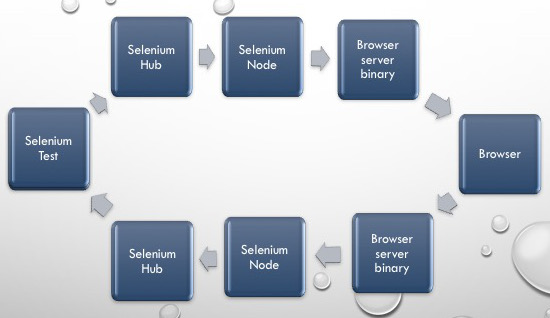 Selenium
Hub
Selenium
Node
Browser
server
binary
Selenium
Test
Browser
Selenium
Hub
Selenium
Node
Browser
server
binary